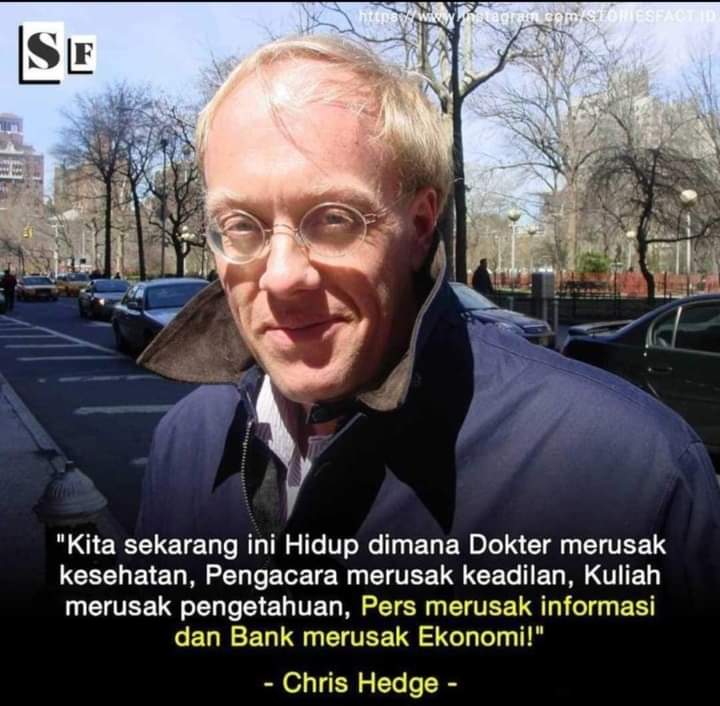 https://www.instagram.com/STORIESFACT.ID
S F
"Kita sekarang ini Hidup dimana Dokter merusak
kesehatan, Pengacara merusak keadilan, Kuliah
merusak pengetahuan, Pers merusak informasi
dan Bank merusak Ekonomi!"
- Chris Hedge -